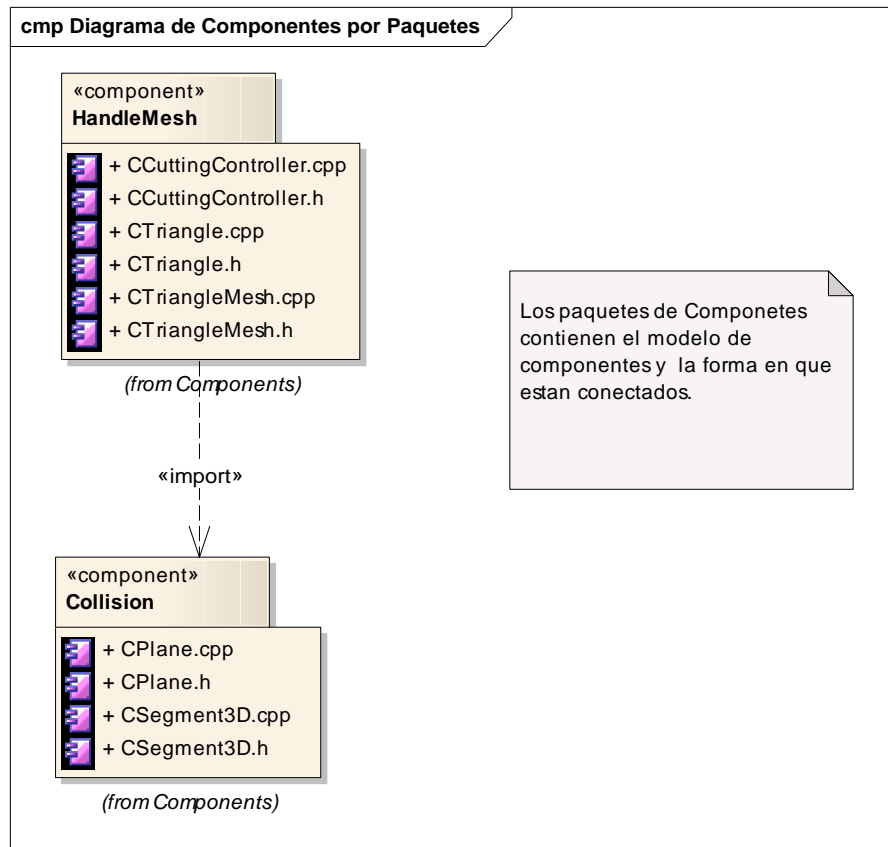 cmp Diagrama de Componentes por Paquetes
«component»
HandleMesh
+ CCuttingController.cpp
+ CCuttingController.h
+ CTriangle.cpp
+ CTriangle.h
+ CTriangleMesh.cpp
+ CTriangleMesh.h
(from Components)
«import»
«component»
Collision
+ CPlane.cpp
+ CPlane.h
+ CSegment3D.cpp
+ CSegment3D.h
(from Components)
Los paquetes de Componetes
contienen el modelo de
componentes y la forma en que
estan conectados.